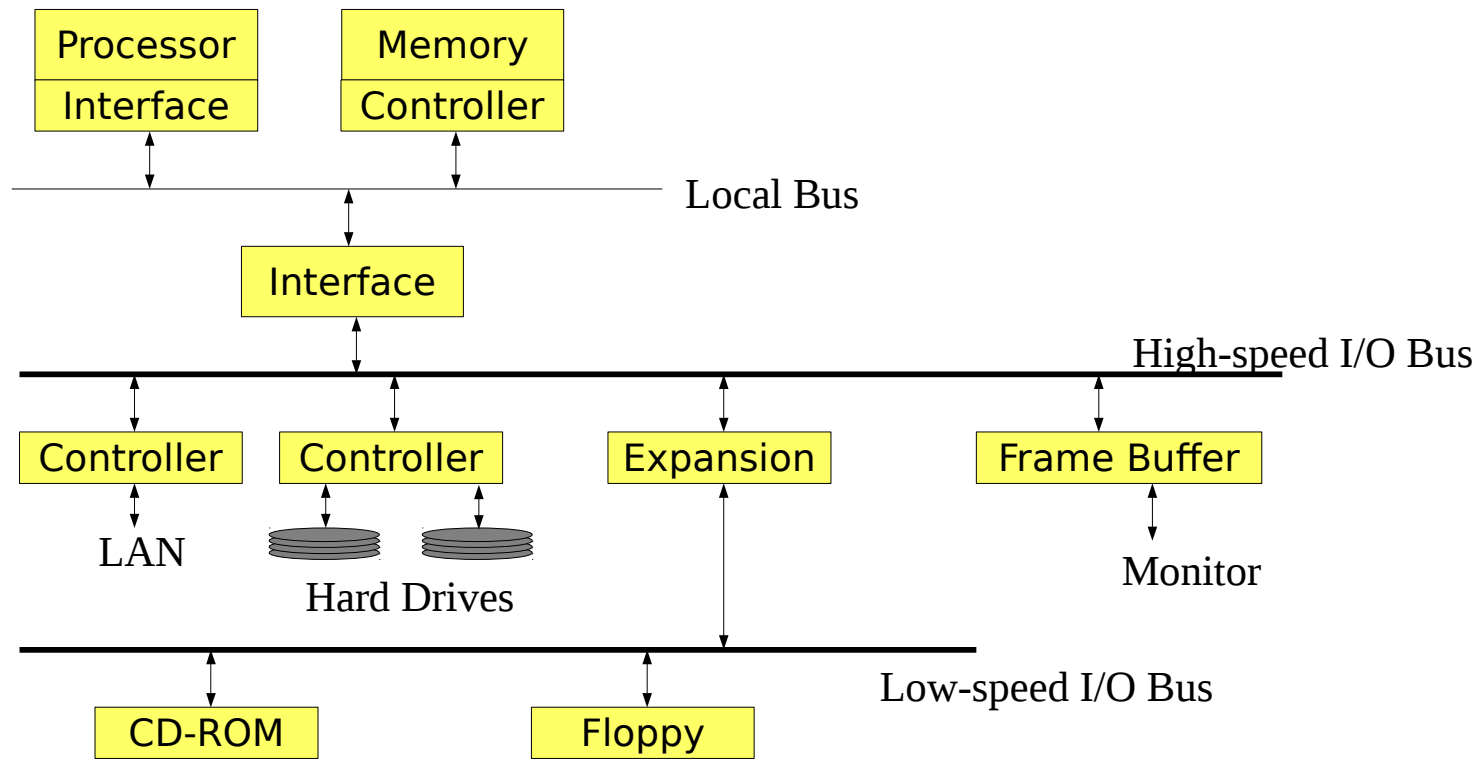 Processor
Interface
Memory
Controller
Local Bus
Interface
High-speed I/O Bus
Controller
Controller
Expansion
Frame Buffer
LAN
Hard Drives
Monitor
Low-speed I/O Bus
CD-ROM
Floppy